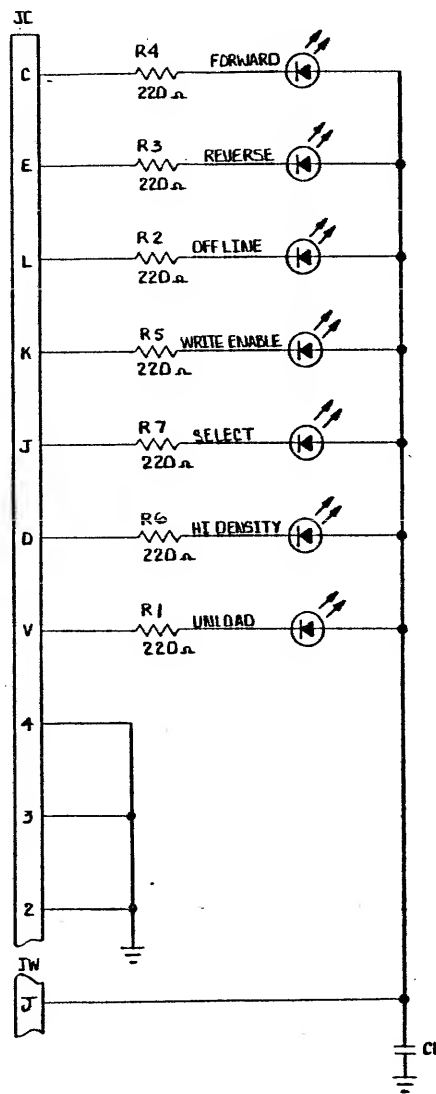 JC
C R4 220Ω FORWARD
E R3 220Ω REVERSE
L R2 220Ω OFF LINE
K R5 220Ω WRITE ENABLE
J R7 220Ω SELECT
D R6 220Ω HI DENSITY
V R1 220Ω UNLOAD
4
3
2
JW
J
C1